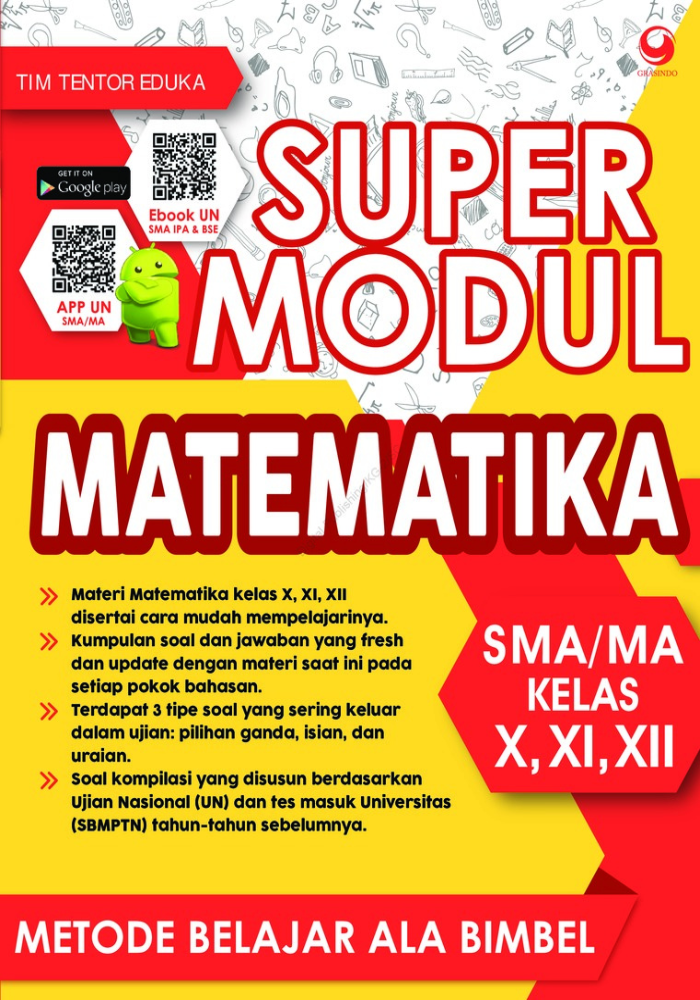 TIM TENTOR EDUKA
GRASINDO
GET IT ON
Google play
Ebook UN
SMA IPA & BSE
APP UN
SMA/MA
SUPER
MODUL
MATEMATIKA
Materi Matematika kelas X, XI, XII
disertai cara mudah mempelajarinya.
Kumpulan soal dan jawaban yang fresh
dan update dengan materi saat ini pada
setiap pokok bahasan.
Terdapat 3 tipe soal yang sering keluar
dalam ujian: pilihan ganda, isian, dan
uraian.
Soal kompilasi yang disusun berdasarkan
Ujian Nasional (UN) dan tes masuk Universitas
(SBMPTN) tahun-tahun sebelumnya.
SMA/MA
KELAS
X, XI, XII
METODE BELAJAR ALA BIMBEL